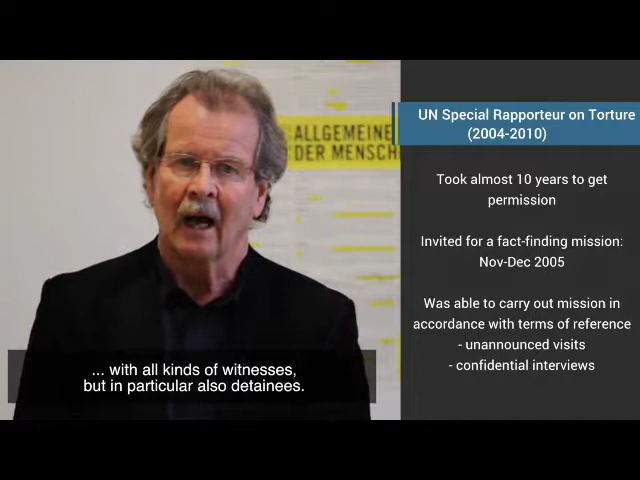 ALLGEMEINE
DER MENSCH
... with all kinds of witnesses,
but in particular also detainees.
UN Special Rapporteur on Torture
(2004-2010)
Took almost 10 years to get
permission
Invited for a fact-finding mission:
Nov-Dec 2005
Was able to carry out mission in
accordance with terms of reference
- unannounced visits
- confidential interviews